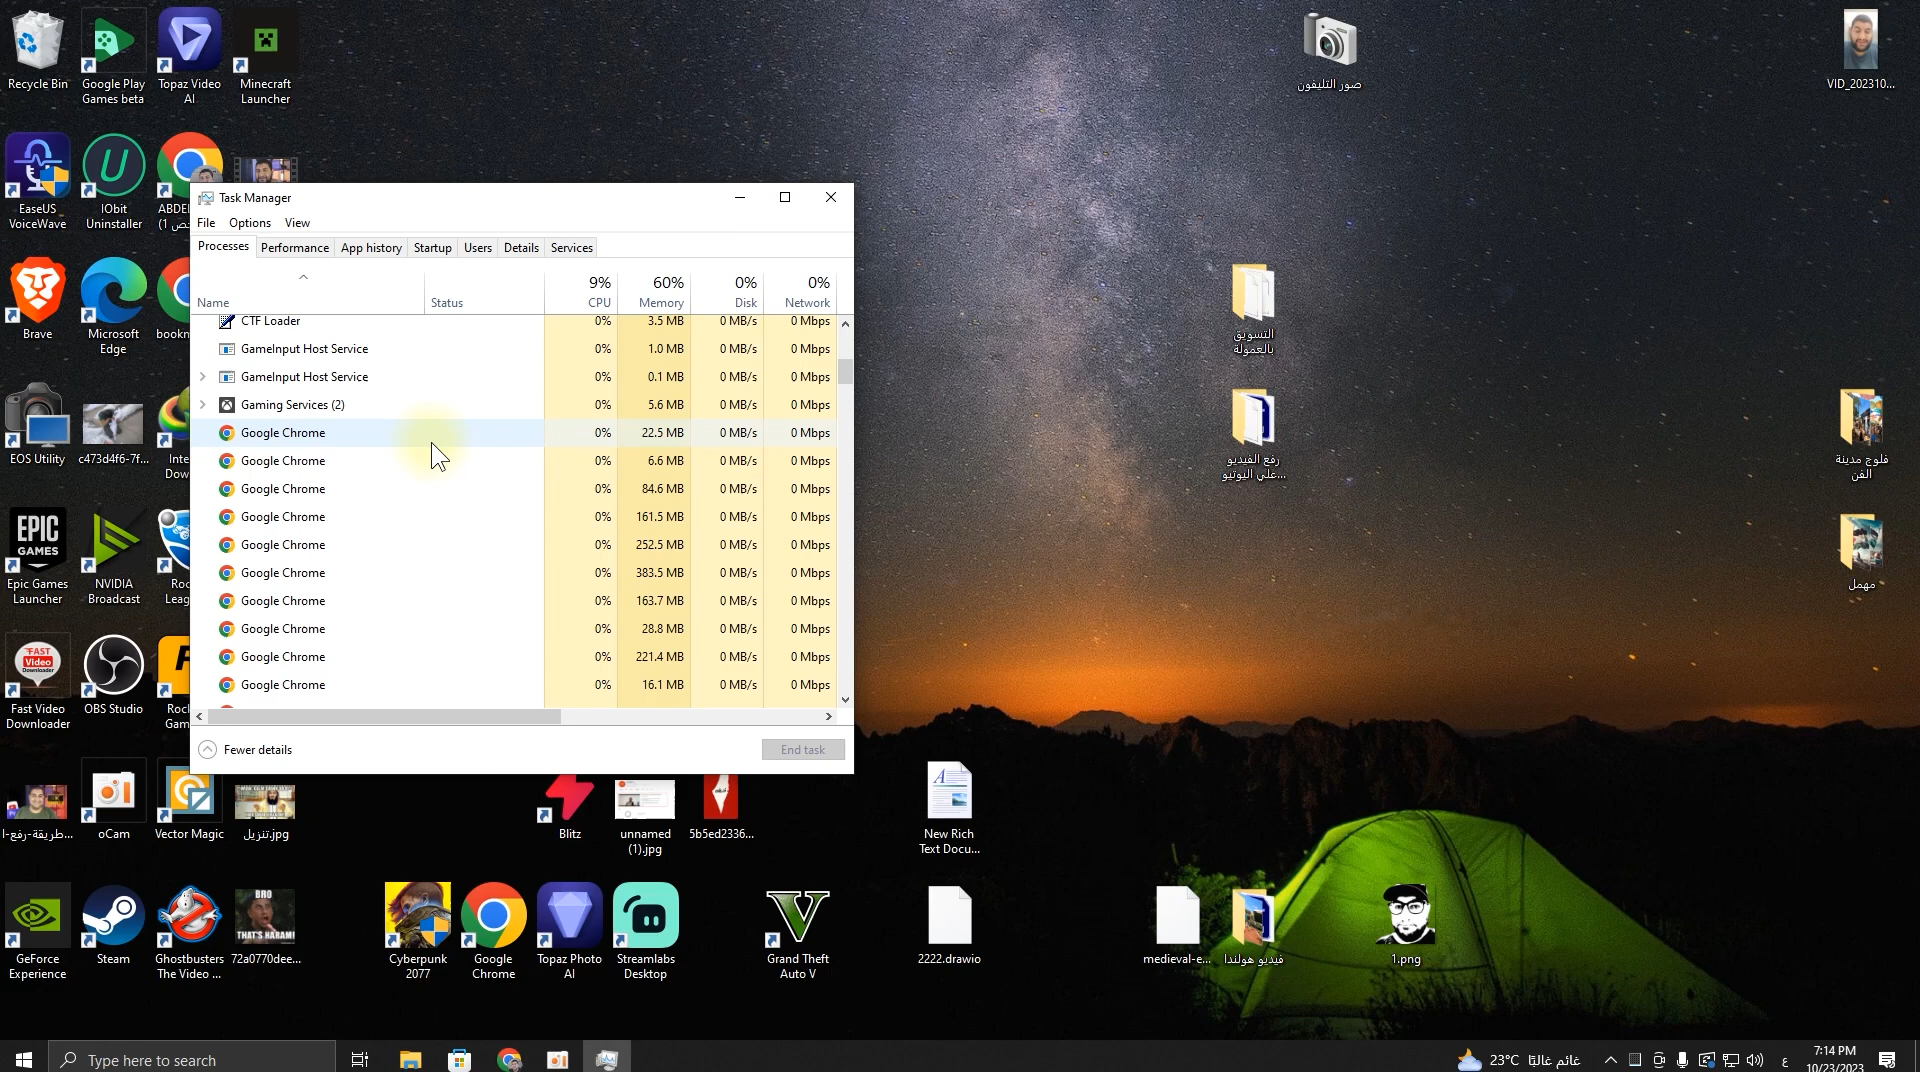 Recycle Bin
Google Play
Games beta
Topaz Video
AI
Minecraft
Launcher
صور التليفون
VID_202310...
EaseUS
VoiceWave
IObit
Uninstaller
Brave
Microsoft
Edge
EOS Utility
c473d4f6-7f...
EPIC
GAMES
Epic Games
Launcher
NVIDIA
Broadcast
FAST
Video
Downloader
Fast Video
Downloader
OBS Studio
Task Manager
File Options View
Processes Performance App history Startup Users Details Services
9% 60% 0% 0%
Name Status CPU Memory Disk Network
CTF Loader 0% 3.5 MB 0 MB/s 0 Mbps
GameInput Host Service 0% 1.0 MB 0 MB/s 0 Mbps
GameInput Host Service 0% 0.1 MB 0 MB/s 0 Mbps
Gaming Services (2) 0% 5.6 MB 0 MB/s 0 Mbps
Google Chrome 0% 22.5 MB 0 MB/s 0 Mbps
Google Chrome 0% 6.6 MB 0 MB/s 0 Mbps
Google Chrome 0% 84.6 MB 0 MB/s 0 Mbps
Google Chrome 0% 161.5 MB 0 MB/s 0 Mbps
Google Chrome 0% 252.5 MB 0 MB/s 0 Mbps
Google Chrome 0% 383.5 MB 0 MB/s 0 Mbps
Google Chrome 0% 163.7 MB 0 MB/s 0 Mbps
Google Chrome 0% 28.8 MB 0 MB/s 0 Mbps
Google Chrome 0% 221.4 MB 0 MB/s 0 Mbps
Google Chrome 0% 16.1 MB 0 MB/s 0 Mbps
Fewer details
End task
التسويق
بالعمولة
رفع الفيديو
علي اليوتيو...
فلوج مدينة
الفن
مهمل
طريقة-رفع-ا...
oCam
Vector Magic
تنزيل.jpg
Blitz
unnamed
(1).jpg
5b5ed2336...
New Rich
Text Docu...
GeForce
Experience
Steam
Ghostbusters
The Video ...
BRO
THAT'S HARAM!
72a0770dee...
Cyberpunk
2077
Google
Chrome
Topaz Photo
AI
Streamlabs
Desktop
Grand Theft
Auto V
2222.drawio
medieval-e...
فيديو هولندا
1.png
Type here to search
23°C غائم غالبًا
ع
7:14 PM
10/23/2023